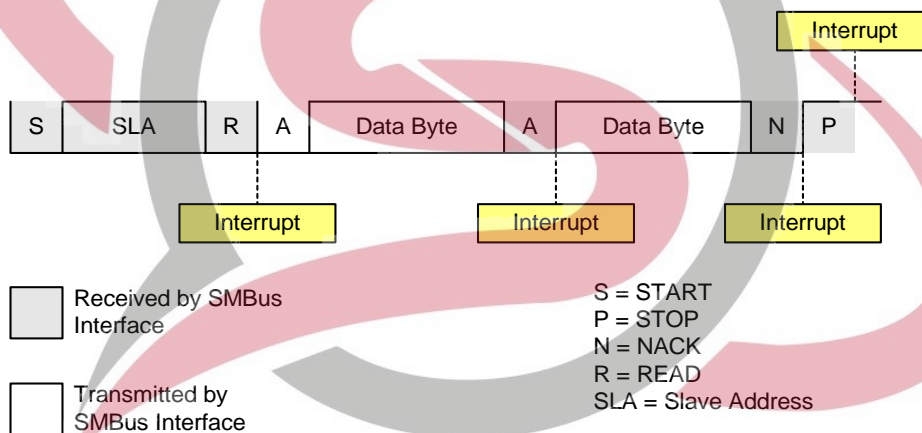 Interrupt
S SLA R A Data Byte A Data Byte N P
Interrupt Interrupt Interrupt
Received by SMBus
Interface
Transmitted by
SMBus Interface
S = START
P = STOP
N = NACK
R = READ
SLA = Slave Address